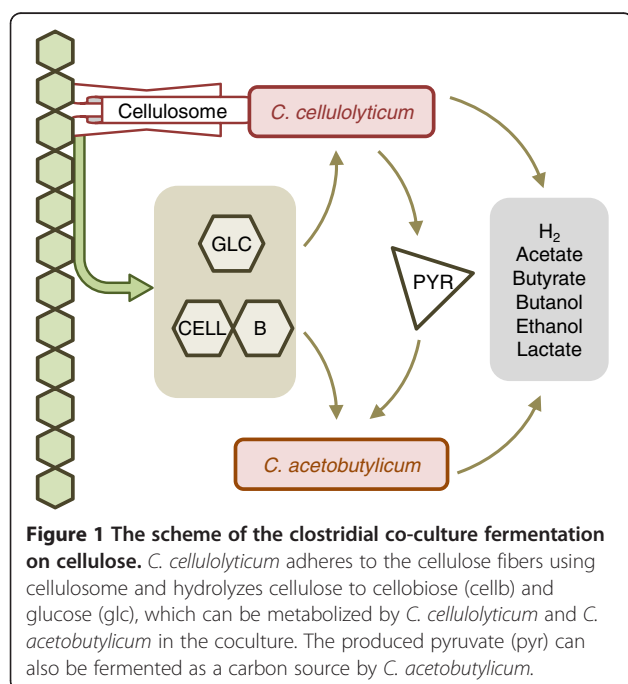 Cellulosome
C. cellulolyticum
GLC
CELL
B
PYR
H₂
Acetate
Butyrate
Butanol
Ethanol
Lactate
C. acetobutylicum
Figure 1 The scheme of the clostridial co-culture fermentation
on cellulose. C. cellulolyticum adheres to the cellulose fibers using
cellulosome and hydrolyzes cellulose to cellobiose (cellb) and
glucose (glc), which can be metabolized by C. cellulolyticum and C.
acetobutylicum in the coculture. The produced pyruvate (pyr) can
also be fermented as a carbon source by C. acetobutylicum.